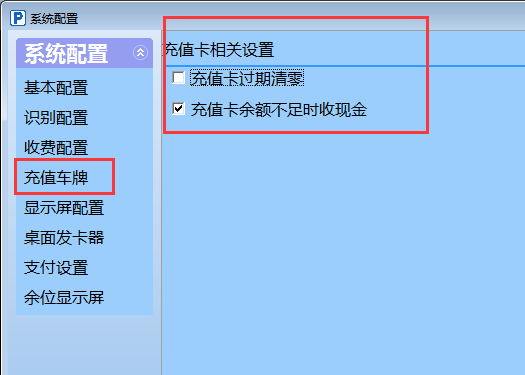 系统配置
系统配置
基本配置
识别配置
收费配置
充值车牌
显示屏配置
桌面发卡器
支付设置
余位显示屏
充值卡相关设置
充值卡过期清零
充值卡余额不足时收现金